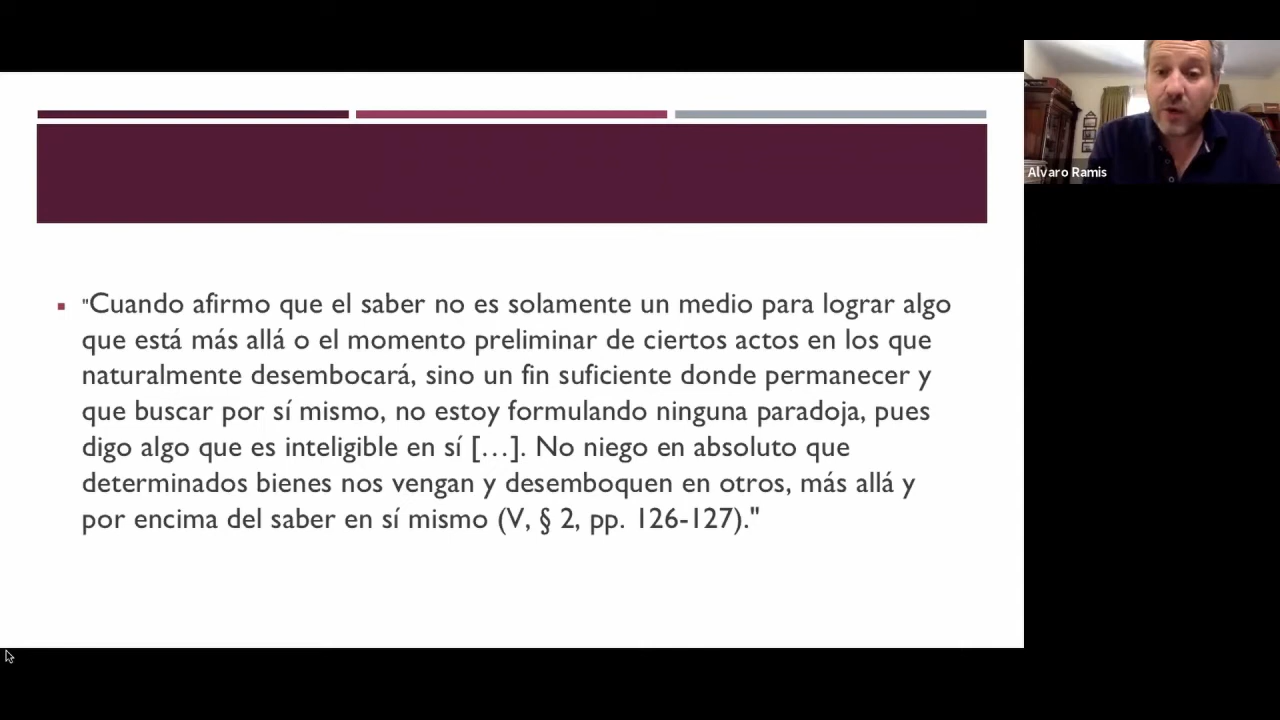 "Cuando afirmo que el saber no es solamente un medio para lograr algo
que está más allá o el momento preliminar de ciertos actos en los que
naturalmente desembocará, sino un fin suficiente donde permanecer y
que buscar por sí mismo, no estoy formulando ninguna paradoja, pues
digo algo que es inteligible en sí […]. No niego en absoluto que
determinados bienes nos vengan y desemboquen en otros, más allá y
por encima del saber en sí mismo (V, § 2, pp. 126-127)."
Alvaro Ramis